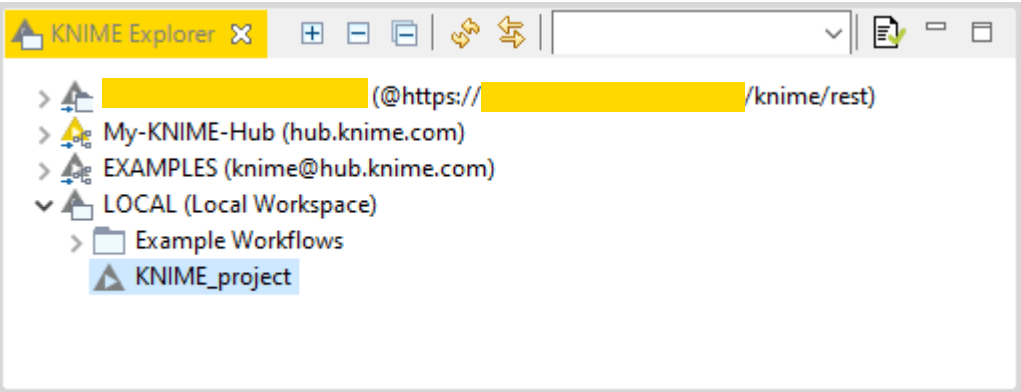 KNIME Explorer
(@https:// /knime/rest)
My-KNIME-Hub (hub.knime.com)
EXAMPLES (knime@hub.knime.com)
LOCAL (Local Workspace)
Example Workflows
KNIME_project